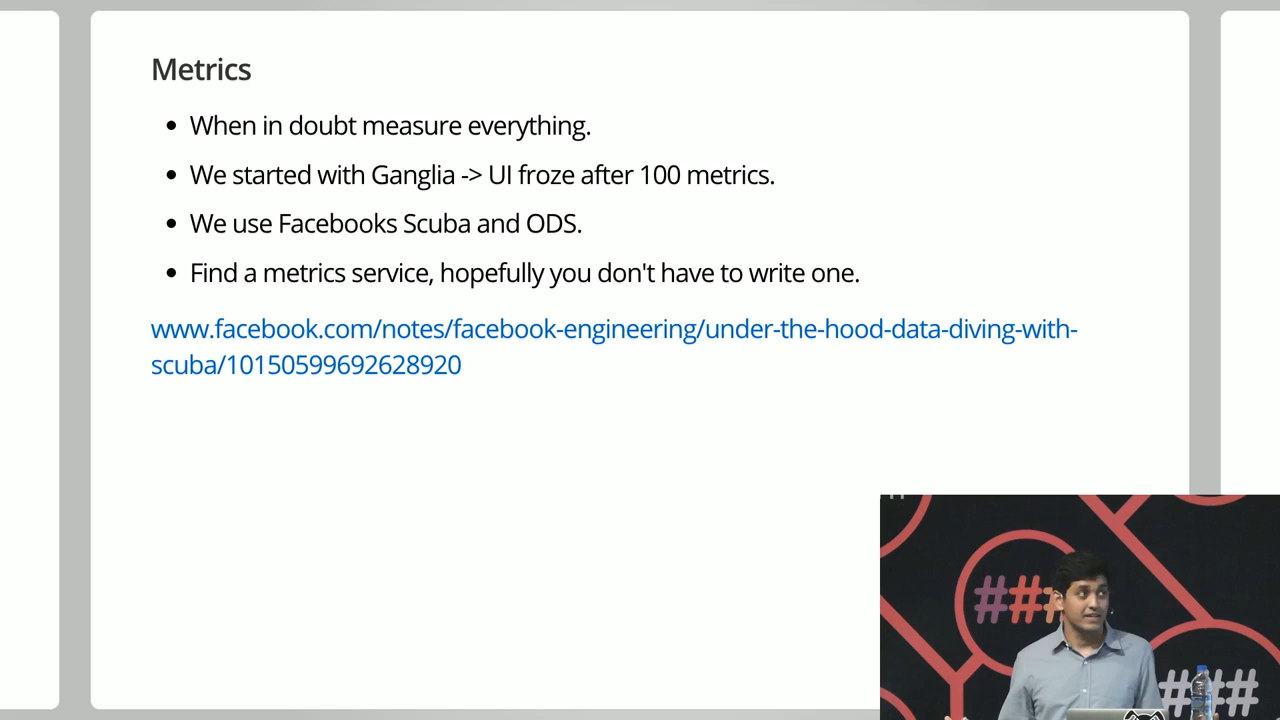 Metrics
When in doubt measure everything.
We started with Ganglia -> UI froze after 100 metrics.
We use Facebooks Scuba and ODS.
Find a metrics service, hopefully you don't have to write one.
www.facebook.com/notes/facebook-engineering/under-the-hood-data-diving-with-
scuba/10150599692628920
###
###